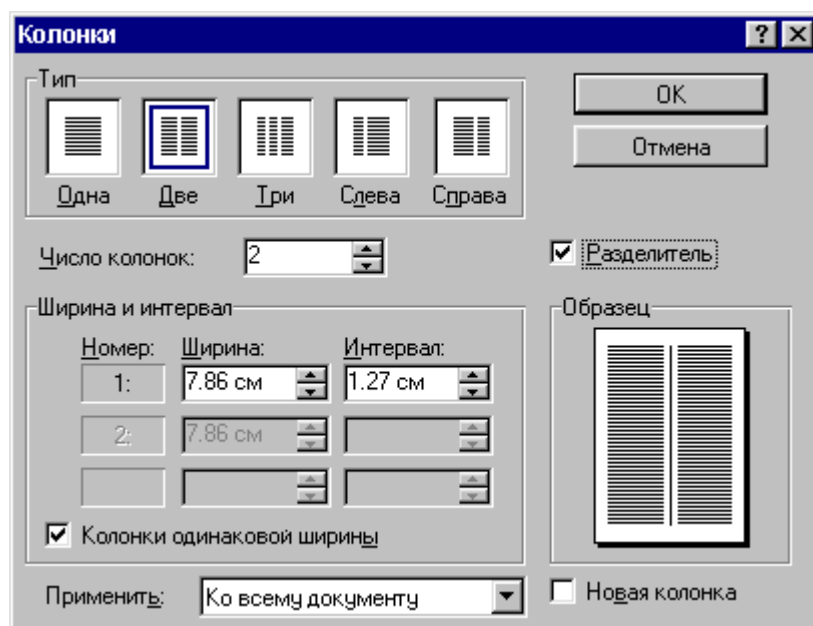 Колонки
Тип
OK
Одна Две Три Слева Справа
Отмена
Число колонок: 2
Разделитель
Ширина и интервал
Образец
Номер: Ширина: Интервал:
1: 7.86 см 1.27 см
2: 7.86 см
Колонки одинаковой ширины
Применить: Ко всему документу
Новая колонка